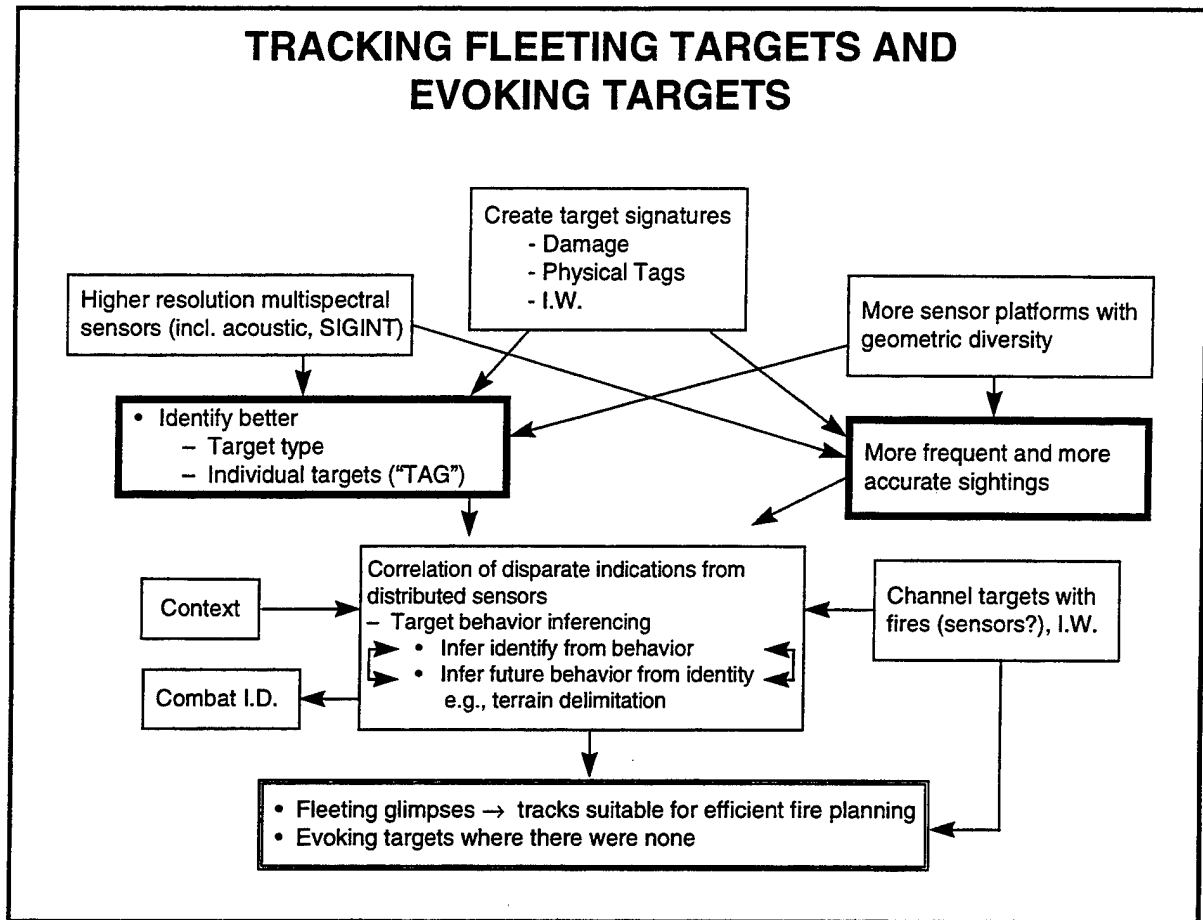 TRACKING FLEETING TARGETS AND
EVOKING TARGETS
Create target signatures
- Damage
- Physical Tags
- I.W.
Higher resolution multispectral
sensors (incl. acoustic, SIGINT)
More sensor platforms with
geometric diversity
• Identify better
– Target type
– Individual targets (“TAG”)
More frequent and more
accurate sightings
Correlation of disparate indications from
distributed sensors
– Target behavior inferencing
• Infer identify from behavior
• Infer future behavior from identity
e.g., terrain delimitation
Context
Combat I.D.
Channel targets with
fires (sensors?), I.W.
• Fleeting glimpses → tracks suitable for efficient fire planning
• Evoking targets where there were none